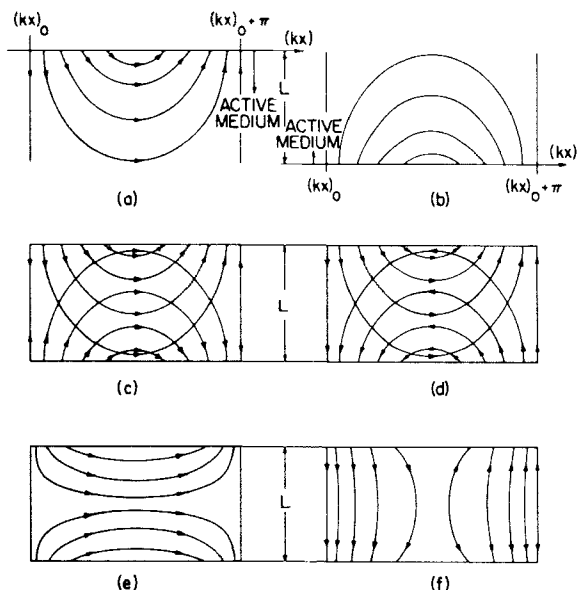 (kx)₀
(kx)₀ + π
(kx)
L
ACTIVE
MEDIUM
ACTIVE
MEDIUM
(kx)
(kx)₀
(kx)₀ + π
(a)
(b)
L
(c)
(d)
L
(e)
(f)